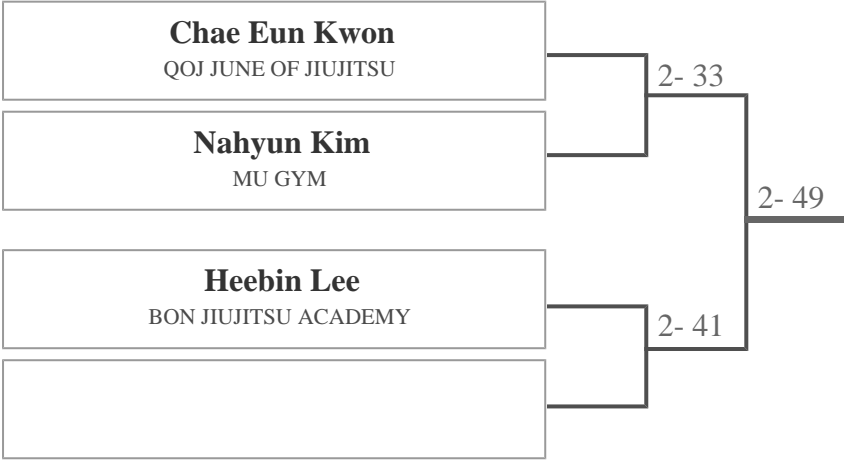 Chae Eun Kwon
QOJ JUNE OF JIUJITSU
2- 33
Nahyun Kim
MU GYM
2- 49
Heebin Lee
BON JIUJITSU ACADEMY
2- 41